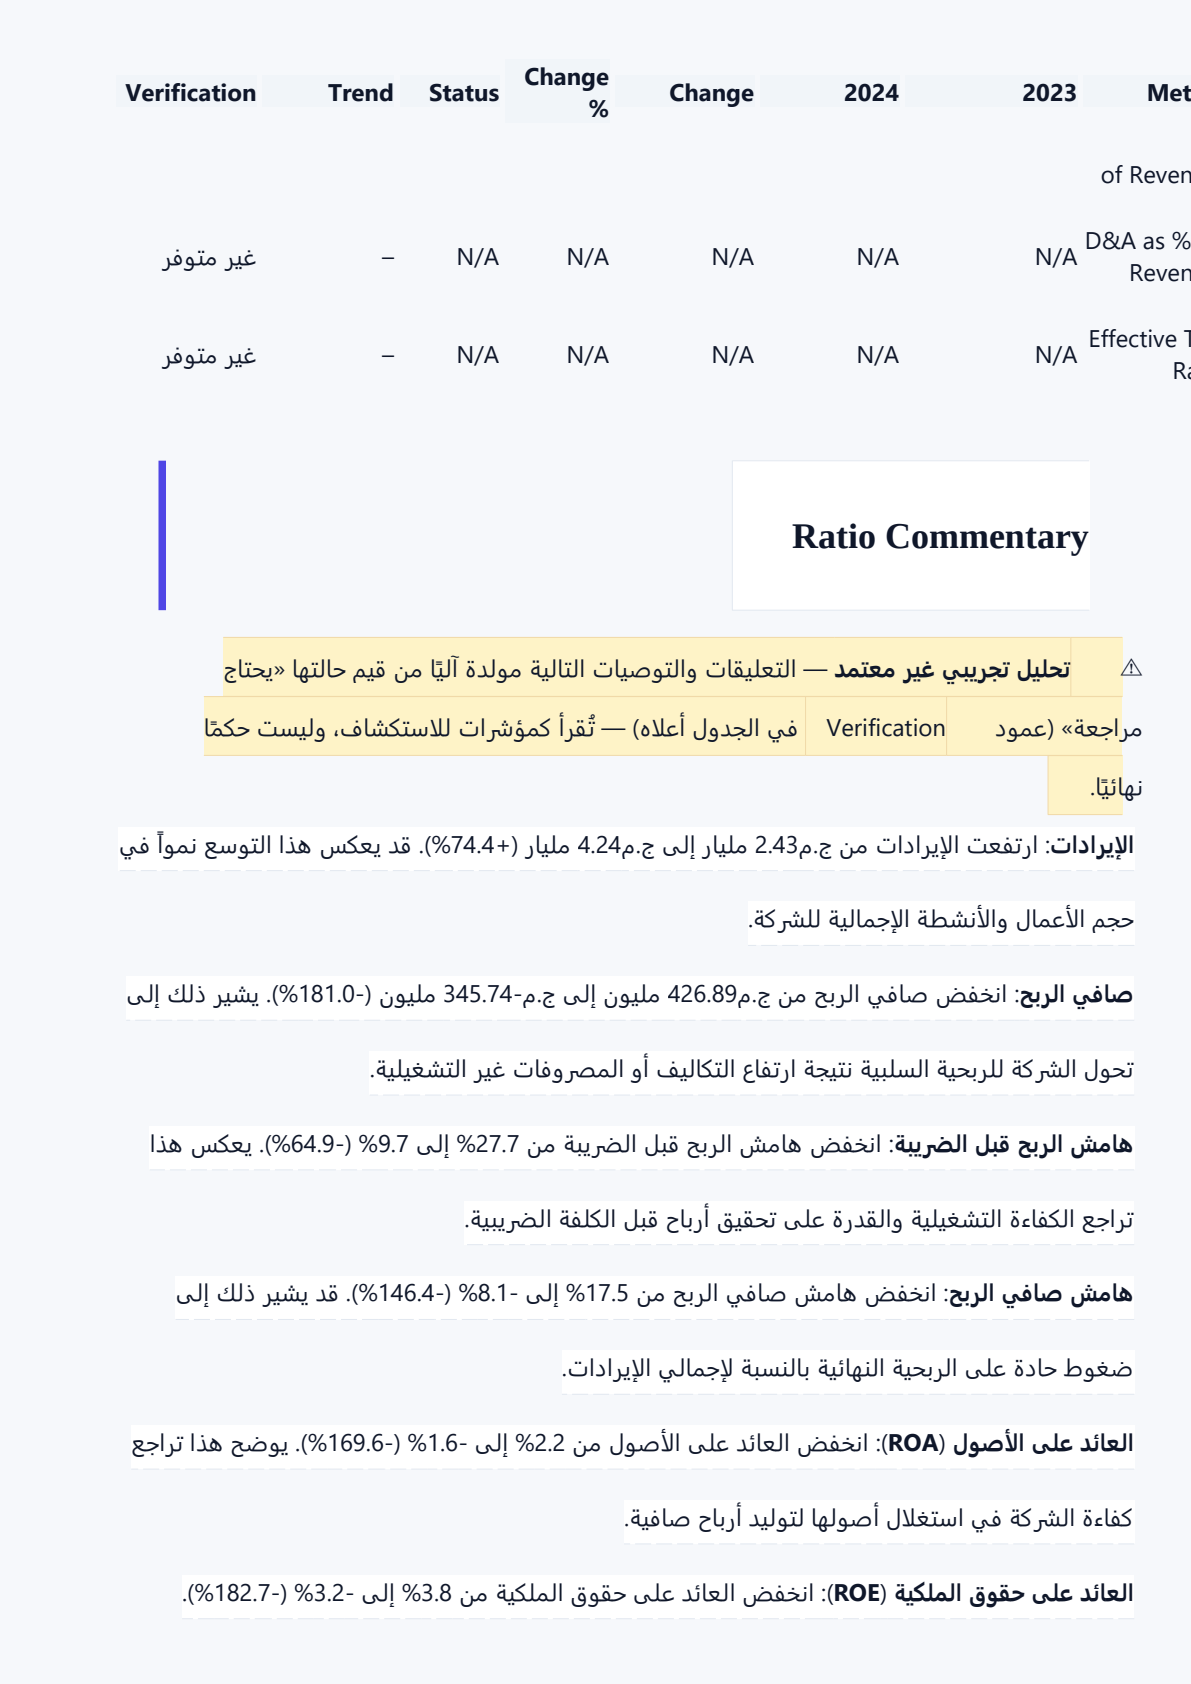 Verification Trend Status Change % Change 2024 2023 Met
of Reven
غير متوفر – N/A N/A N/A N/A N/A D&A as % Reven
غير متوفر – N/A N/A N/A N/A N/A Effective T Ra
Ratio Commentary
⚠ تحليل تجريبي غير معتمد — التعليقات والتوصيات التالية مولدة آليًا من قيم حالتها «يحتاج
مراجعة» (عمود Verification في الجدول أعلاه) — تُقرأ كمؤشرات للاستكشاف، وليست حكمًا
نهائيًا.
الإيرادات: ارتفعت الإيرادات من ج.م2.43 مليار إلى ج.م4.24 مليار (+74.4%). قد يعكس هذا التوسع نمواً في
حجم الأعمال والأنشطة الإجمالية للشركة.
صافي الربح: انخفض صافي الربح من ج.م426.89 مليون إلى ج.م-345.74 مليون (-181.0%). يشير ذلك إلى
تحول الشركة للربحية السلبية نتيجة ارتفاع التكاليف أو المصروفات غير التشغيلية.
هامش الربح قبل الضريبة: انخفض هامش الربح قبل الضريبة من 27.7% إلى 9.7% (-64.9%). يعكس هذا
تراجع الكفاءة التشغيلية والقدرة على تحقيق أرباح قبل الكلفة الضريبية.
هامش صافي الربح: انخفض هامش صافي الربح من 17.5% إلى -8.1% (-146.4%). قد يشير ذلك إلى
ضغوط حادة على الربحية النهائية بالنسبة لإجمالي الإيرادات.
العائد على الأصول (ROA): انخفض العائد على الأصول من 2.2% إلى -1.6% (-169.6%). يوضح هذا تراجع
كفاءة الشركة في استغلال أصولها لتوليد أرباح صافية.
العائد على حقوق الملكية (ROE): انخفض العائد على حقوق الملكية من 3.8% إلى -3.2% (-182.7%).